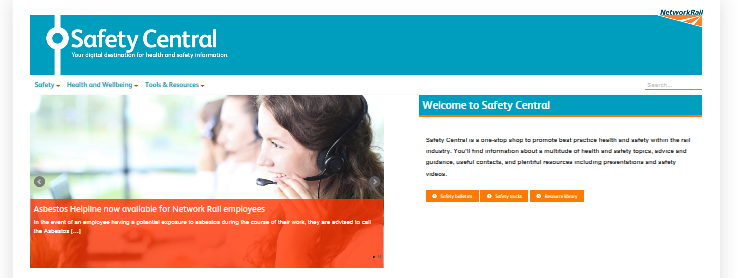 NetworkRail
Safety Central
Your digital destination for health and safety information.
Safety
Health and Wellbeing
Tools & Resources
Search...
Welcome to Safety Central
Safety Central is a one-stop shop to promote best practice health and safety within the rail
industry. You'll find information about a multitude of health and safety topics, advice and
guidance, useful contacts, and plentiful resources including presentations and safety
videos.
Safety bulletins
Safety stocks
Resource library
Asbestos Helpline now available for Network Rail employees
In the event of an employee having a potential exposure to asbestos during the course of their work, they are advised to call
the Asbestos [...]